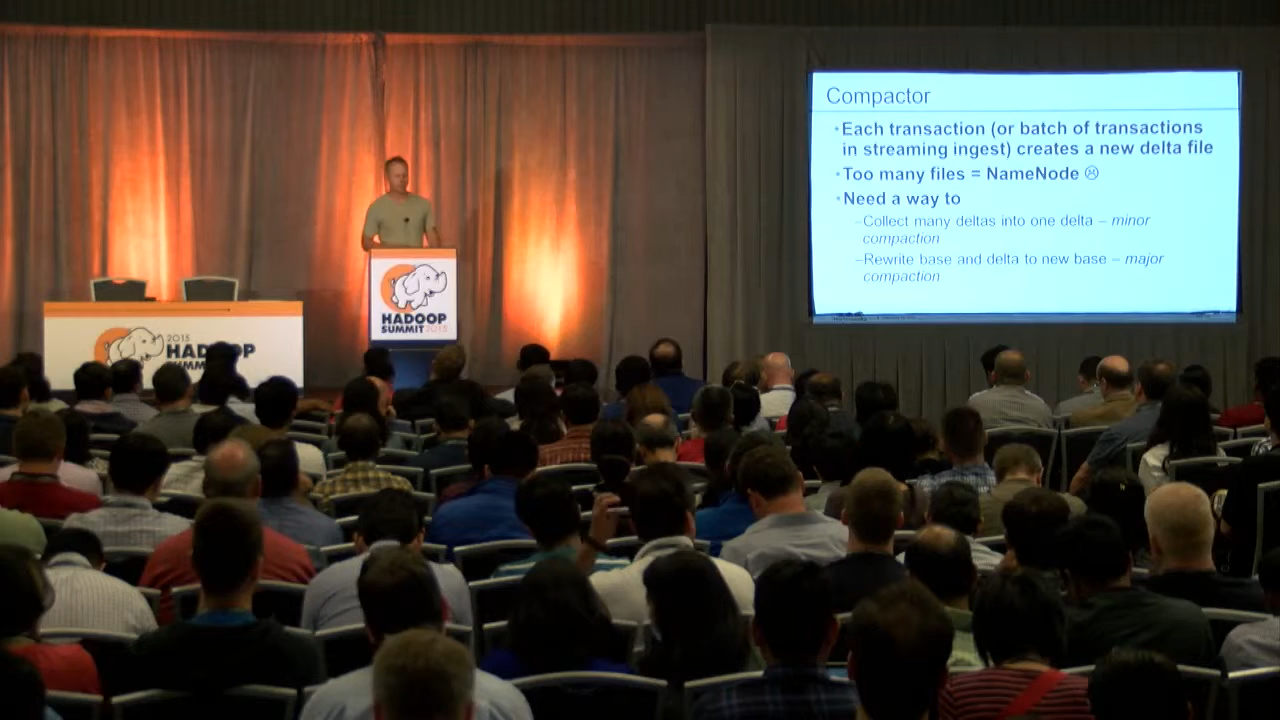 Compactor
•Each transaction (or batch of transactions
in streaming ingest) creates a new delta file
•Too many files = NameNode ☹
•Need a way to
–Collect many deltas into one delta – minor
compaction
–Rewrite base and delta to new base – major
compaction
HADOOP
SUMMIT 2015
2015
HADOOP